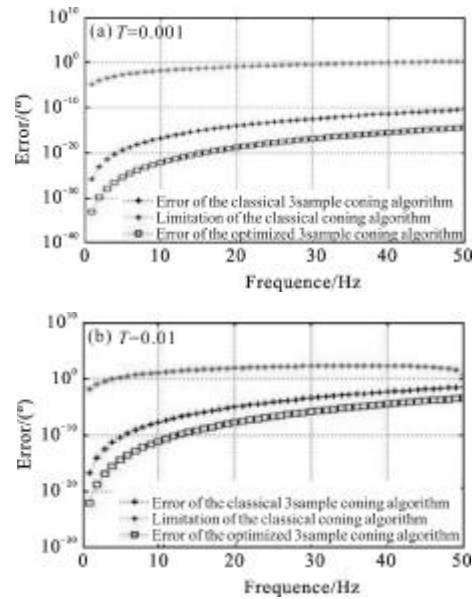 10^10
(a) T=0.001
10^0
10^-10
10^-20
10^-30
10^-40
Error/(°)
Error of the classical 3sample coning algorithm
Limitation of the classical coning algorithm
Error of the optimized 3sample coning algorithm
0 10 20 30 40 50
Frequence/Hz
10^10
(b) T=0.01
10^0
10^-10
10^-20
10^-30
Error/(°)
Error of the classical 3sample coning algorithm
Limitation of the classical coning algorithm
Error of the optimized 3sample coning algorithm
0 10 20 30 40 50
Frequence/Hz